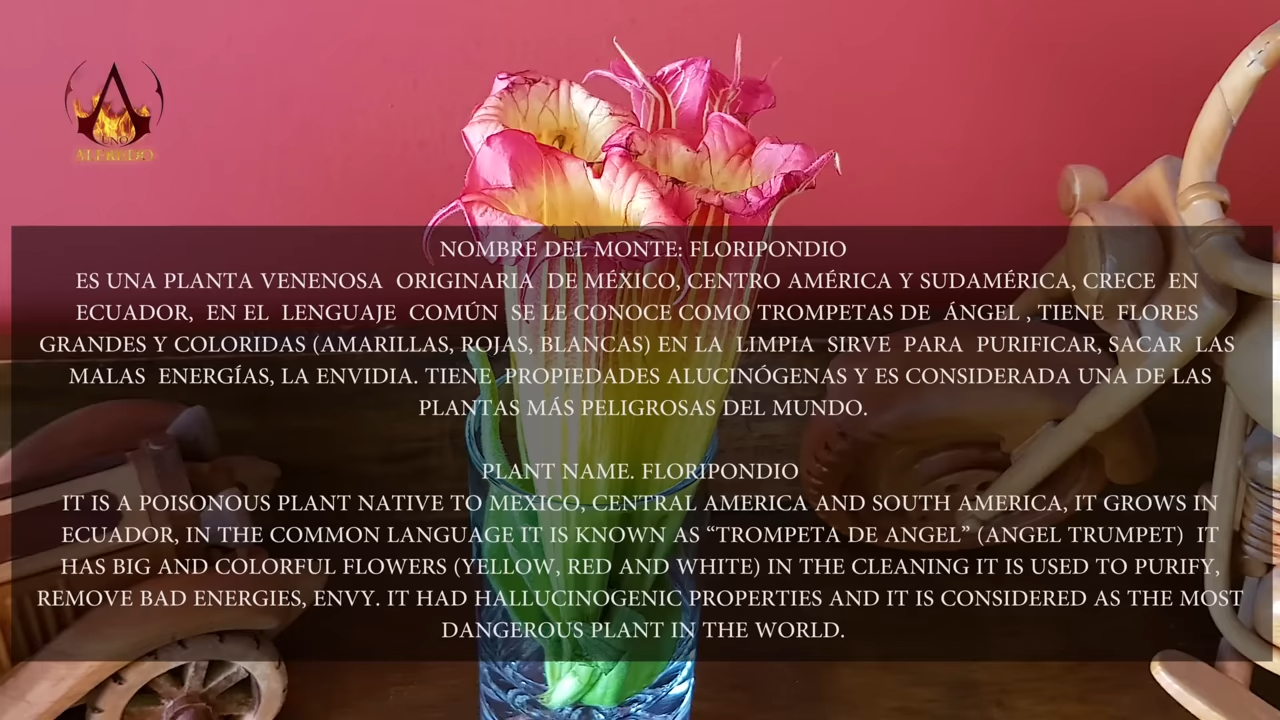 UNO
ALFREDO
NOMBRE DEL MONTE: FLORIPONDIO
ES UNA PLANTA VENENOSA ORIGINARIA DE MÉXICO, CENTRO AMÉRICA Y SUDAMÉRICA, CRECE EN
ECUADOR, EN EL LENGUAJE COMÚN SE LE CONOCE COMO TROMPETAS DE ÁNGEL , TIENE FLORES
GRANDES Y COLORIDAS (AMARILLAS, ROJAS, BLANCAS) EN LA LIMPIA SIRVE PARA PURIFICAR, SACAR LAS
MALAS ENERGÍAS, LA ENVIDIA. TIENE PROPIEDADES ALUCINÓGENAS Y ES CONSIDERADA UNA DE LAS
PLANTAS MÁS PELIGROSAS DEL MUNDO.
PLANT NAME. FLORIPONDIO
IT IS A POISONOUS PLANT NATIVE TO MEXICO, CENTRAL AMERICA AND SOUTH AMERICA, IT GROWS IN
ECUADOR, IN THE COMMON LANGUAGE IT IS KNOWN AS “TROMPETA DE ANGEL” (ANGEL TRUMPET) IT
HAS BIG AND COLORFUL FLOWERS (YELLOW, RED AND WHITE) IN THE CLEANING IT IS USED TO PURIFY,
REMOVE BAD ENERGIES, ENVY. IT HAD HALLUCINOGENIC PROPERTIES AND IT IS CONSIDERED AS THE MOST
DANGEROUS PLANT IN THE WORLD.